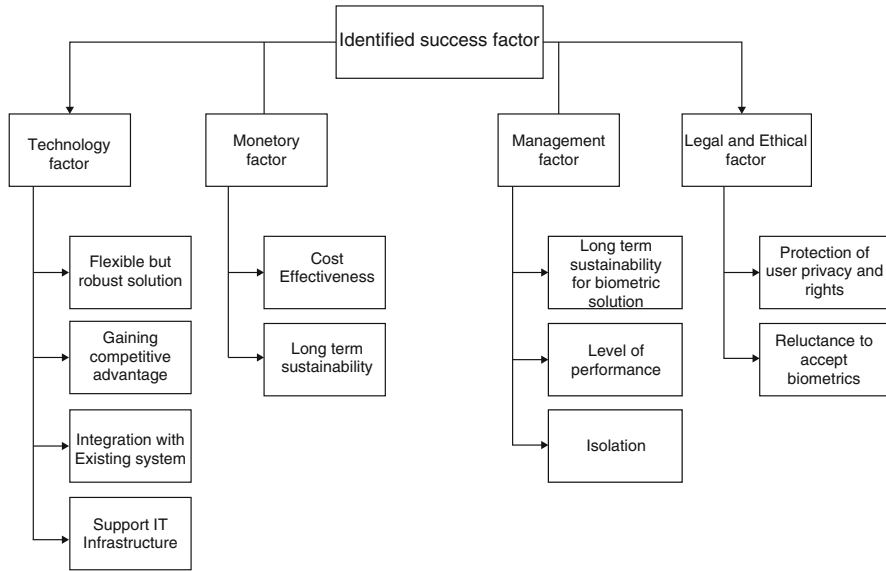 Identified success factor
Technology
factor
Monetory
factor
Management
factor
Legal and Ethical
factor
Flexible but
robust solution
Gaining
competitive
advantage
Integration with
Existing system
Support IT
Infrastructure
Cost
Effectiveness
Long term
sustainability
Long term
sustainability
for biometric
solution
Level of
performance
Isolation
Protection of
user privacy and
rights
Reluctance to
accept
biometrics